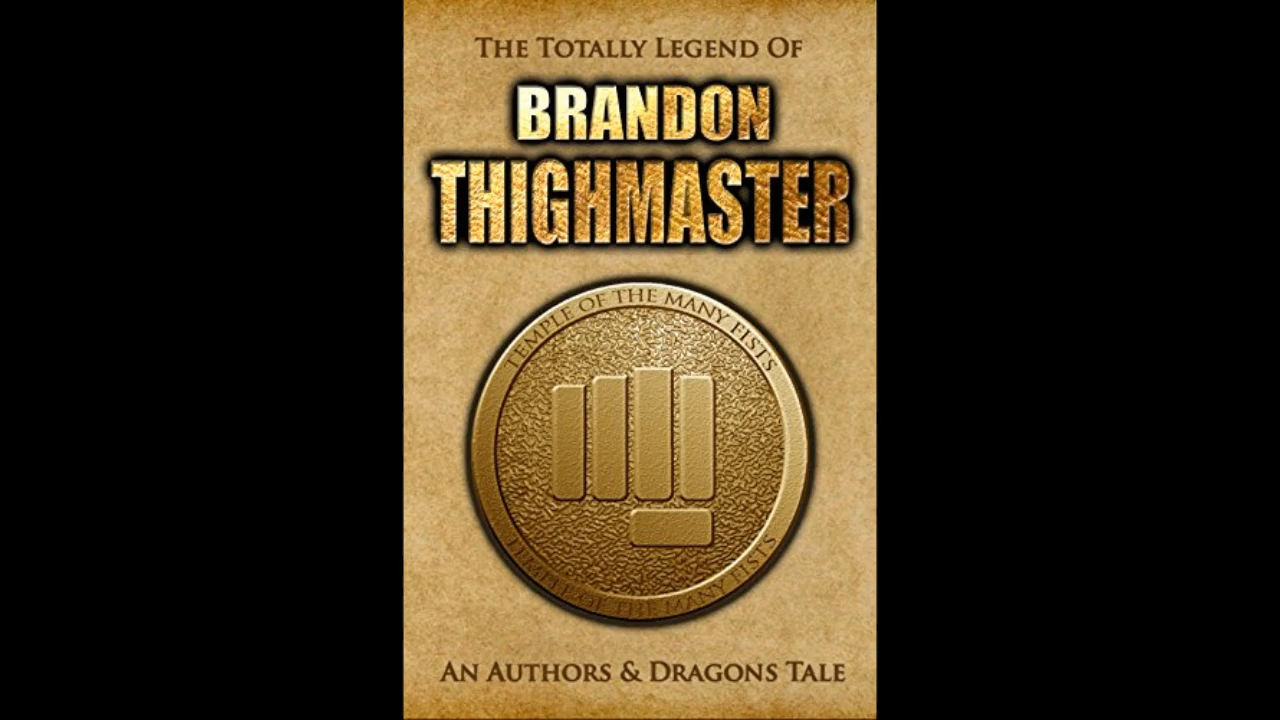 The Totally Legend Of
BRANDON
THIGHMASTER
TEMPLE OF THE MANY FISTS
TEMPLE OF THE MANY FISTS
An Authors & Dragons Tale